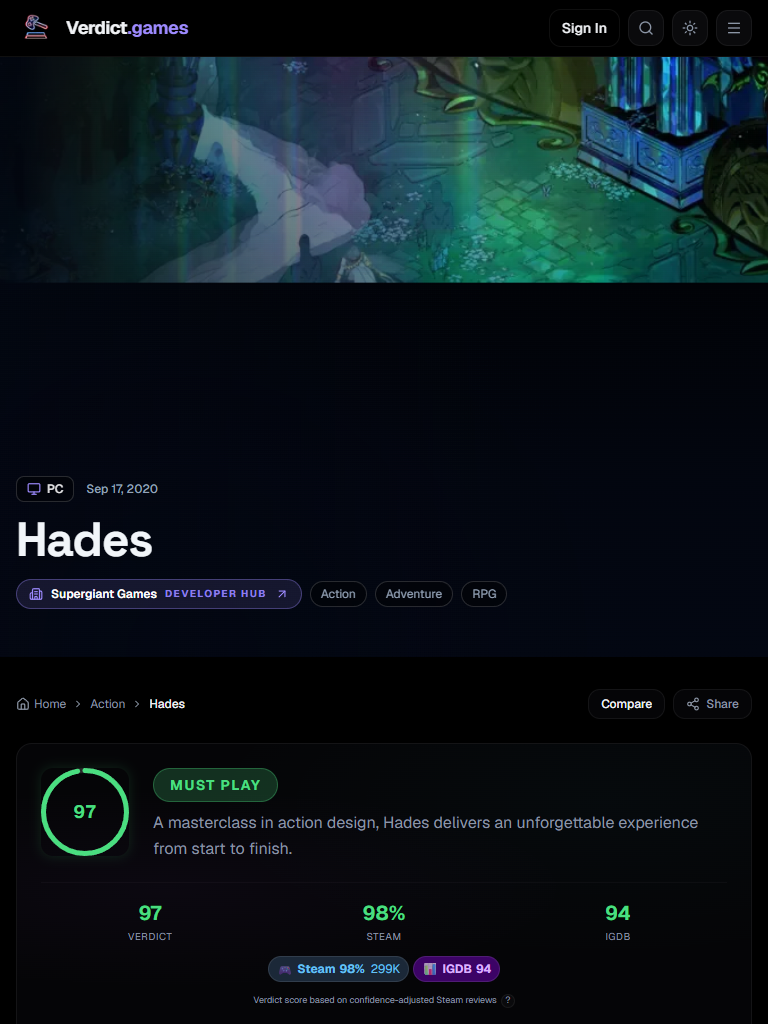 Verdict.games
Sign In
PC
Sep 17, 2020
Hades
Supergiant Games DEVELOPER HUB
Action
Adventure
RPG
Home > Action > Hades
Compare
Share
97
MUST PLAY
A masterclass in action design, Hades delivers an unforgettable experience
from start to finish.
97
VERDICT
98%
STEAM
94
IGDB
Steam 98% 299K
IGDB 94
Verdict score based on confidence-adjusted Steam reviews ?